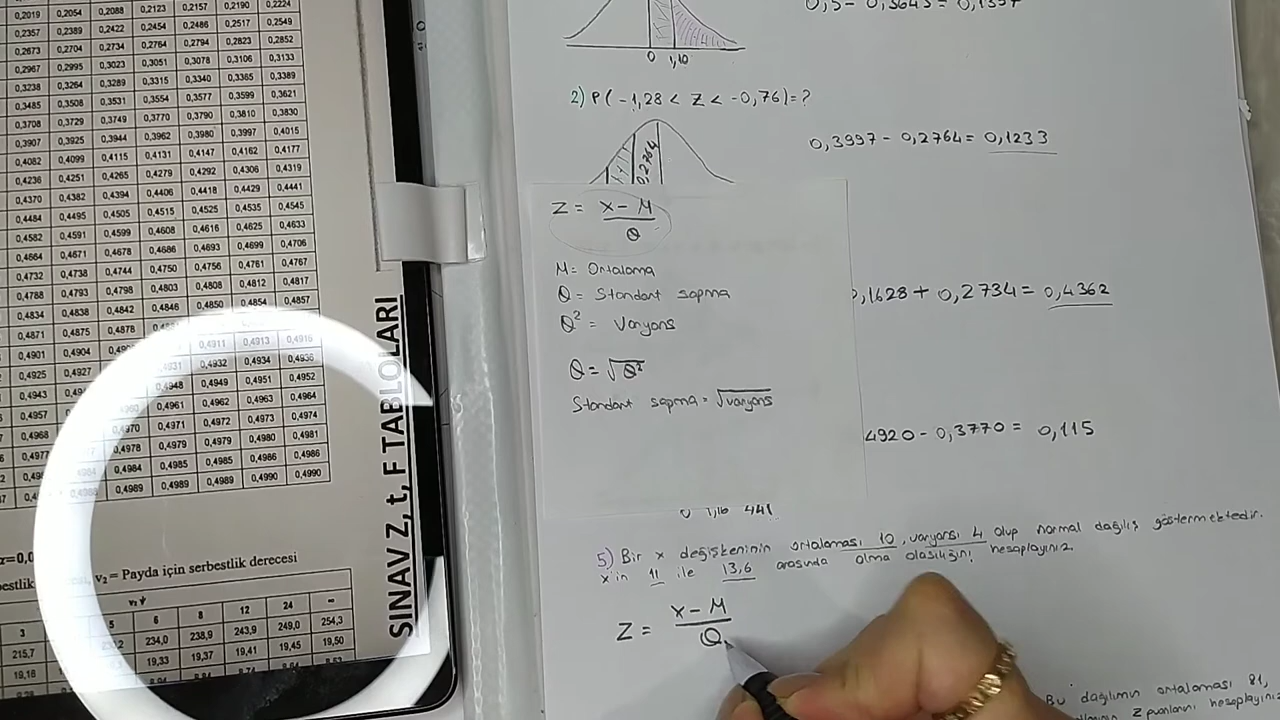 0,2019 0,2054 0,2088 0,2123 0,2157 0,2190 0,2224
0,2357 0,2389 0,2422 0,2454 0,2486 0,2517 0,2549
0,2673 0,2704 0,2734 0,2764 0,2794 0,2823 0,2852
0,2967 0,2995 0,3023 0,3051 0,3078 0,3106 0,3133
0,3238 0,3264 0,3289 0,3315 0,3340 0,3365 0,3389
0,3485 0,3508 0,3531 0,3554 0,3577 0,3599 0,3621
0,3708 0,3729 0,3749 0,3770 0,3790 0,3810 0,3830
0,3907 0,3925 0,3944 0,3962 0,3980 0,3997 0,4015
0,4082 0,4099 0,4115 0,4131 0,4147 0,4162 0,4177
0,4236 0,4251 0,4265 0,4279 0,4292 0,4306 0,4319
0,4370 0,4382 0,4394 0,4406 0,4418 0,4429 0,4441
0,4484 0,4495 0,4505 0,4515 0,4525 0,4535 0,4545
0,4582 0,4591 0,4599 0,4608 0,4616 0,4625 0,4633
0,4664 0,4671 0,4678 0,4686 0,4693 0,4699 0,4706
0,4732 0,4738 0,4744 0,4750 0,4756 0,4761 0,4767
0,4788 0,4793 0,4798 0,4803 0,4808 0,4812 0,4817
0,4834 0,4838 0,4842 0,4846 0,4850 0,4854 0,4857
0,4871 0,4875 0,4878 0,4911 0,4913 0,4916
0,4901 0,4904 0,4932 0,4934 0,4936
0,4925 0,4927 0,4948 0,4949 0,4951 0,4952
0,4943 0,4961 0,4962 0,4963 0,4964
0,4957 0,4972 0,4973 0,4974
0,4968 0,4978 0,4979 0,4979 0,4980 0,4981
0,4977 0,4984 0,4985 0,4985 0,4986 0,4986
0,4989 0,4989 0,4989 0,4990 0,4990
v₂ = Payda için serbestlik derecesi
3 5 6 8 12 24 ∞
215,7 234,0 238,9 243,9 249,0 254,3
19,16 19,33 19,37 19,41 19,45 19,50
SINAV Z, t, F TABLOLARI
0 1,10
2) P(-1,28 < Z < -0,76)=?
0,2764
0,3997 - 0,2764 = 0,1233
Z = X-M
Q
M= Ortalama
Q= Standart sapma
Q² = Varyans
Q = √Q²
Standart sapma = √varyans
,1628 + 0,2734 = 0,4362
4920 - 0,3770 = 0,115
5) Bir x değişkeninin ortalaması 10, varyansı 4 olup normal dağılış göstermektedir.
x'in 11 ile 13,6 arasında olma olasılığını hesaplayınız.
Z = X-M
Q
Bu dağılımın ortalaması 81,
Z puanlarını hesaplayınız